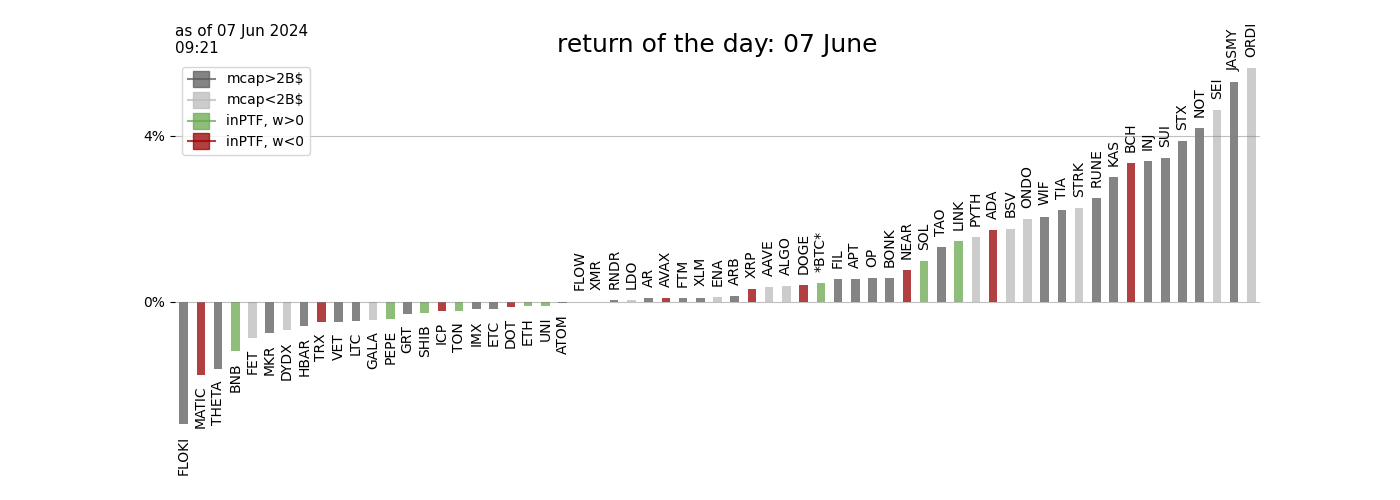 as of 07 Jun 2024
09:21
return of the day: 07 June
mcap>2B$
mcap<2B$
inPTF, w>0
inPTF, w<0
4%
0%
FLOKI
MATIC
THETA
BNB
FET
MKR
DYDX
HBAR
TRX
VET
LTC
GALA
PEPE
GRT
SHIB
ICP
TON
IMX
ETC
DOT
ETH
UNI
ATOM
FLOW
XMR
RNDR
LDO
AR
AVAX
FTM
XLM
ENA
ARB
XRP
AAVE
ALGO
DOGE
*BTC*
FIL
APT
OP
BONK
NEAR
SOL
TAO
LINK
PYTH
ADA
BSV
ONDO
WIF
TIA
STRK
RUNE
KAS
BCH
INJ
SUI
STX
NOT
SEI
JASMY
ORDI